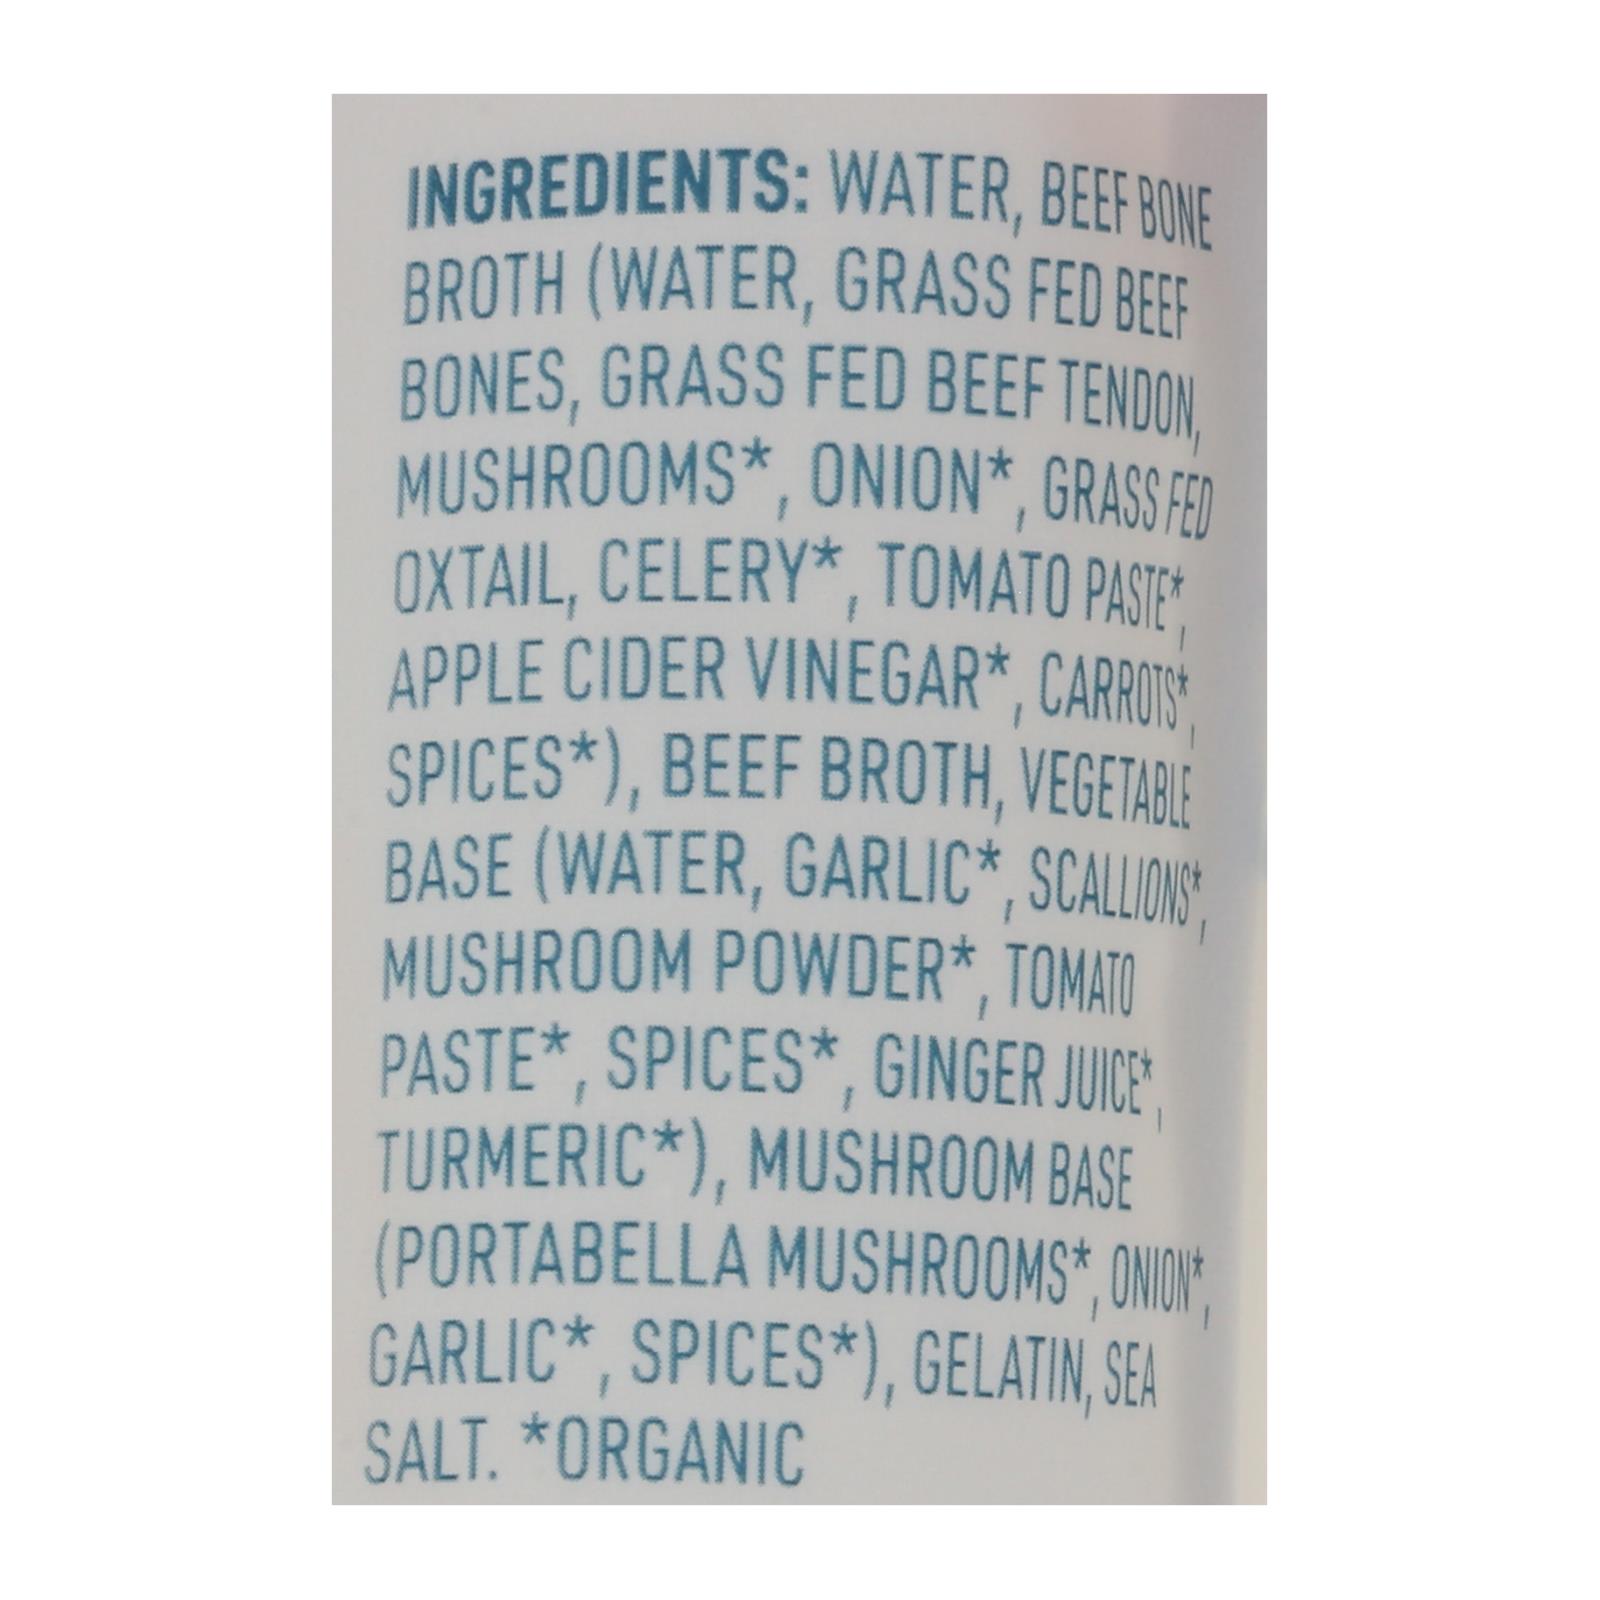 INGREDIENTS: WATER, BEEF BONE
BROTH (WATER, GRASS FED BEEF
BONES, GRASS FED BEEF TENDON,
MUSHROOMS*, ONION*, GRASS FED
OXTAIL, CELERY*, TOMATO PASTE*,
APPLE CIDER VINEGAR*, CARROTS*,
SPICES*), BEEF BROTH, VEGETABLE
BASE (WATER, GARLIC*, SCALLIONS*,
MUSHROOM POWDER*, TOMATO
PASTE*, SPICES*, GINGER JUICE*,
TURMERIC*), MUSHROOM BASE
(PORTABELLA MUSHROOMS*, ONION*,
GARLIC*, SPICES*), GELATIN, SEA
SALT. *ORGANIC